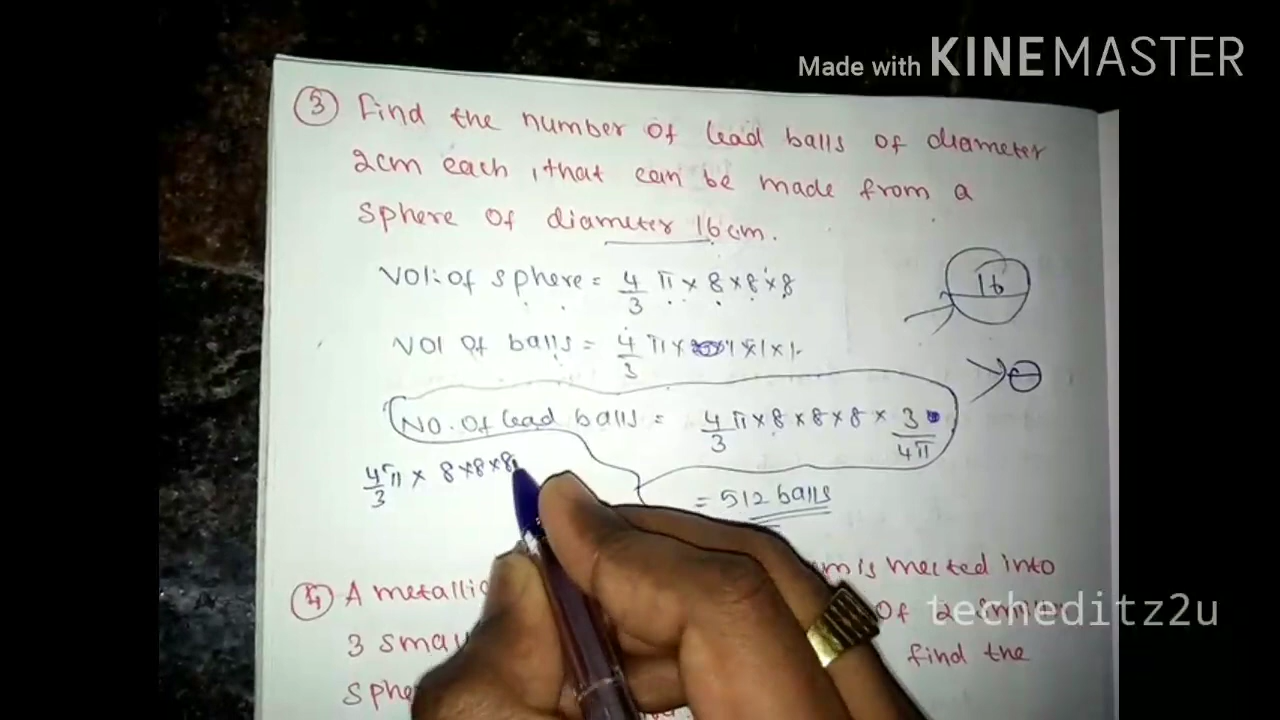 Made with KINEMASTER
③ Find the number of lead balls of diameter
2cm each, that can be made from a
sphere of diameter 16cm.
Vol: of sphere = 4/3 π × 8 × 8 × 8
16
Vol of balls = 4/3 π × 1 × 1 × 1
No. of lead balls = 4/3 π × 8 × 8 × 8 × 3/4π
4/3 π × 8 × 8 × 8
= 512 balls
④ A metallic is melted into
3 small of 2 find the
techeditz2u